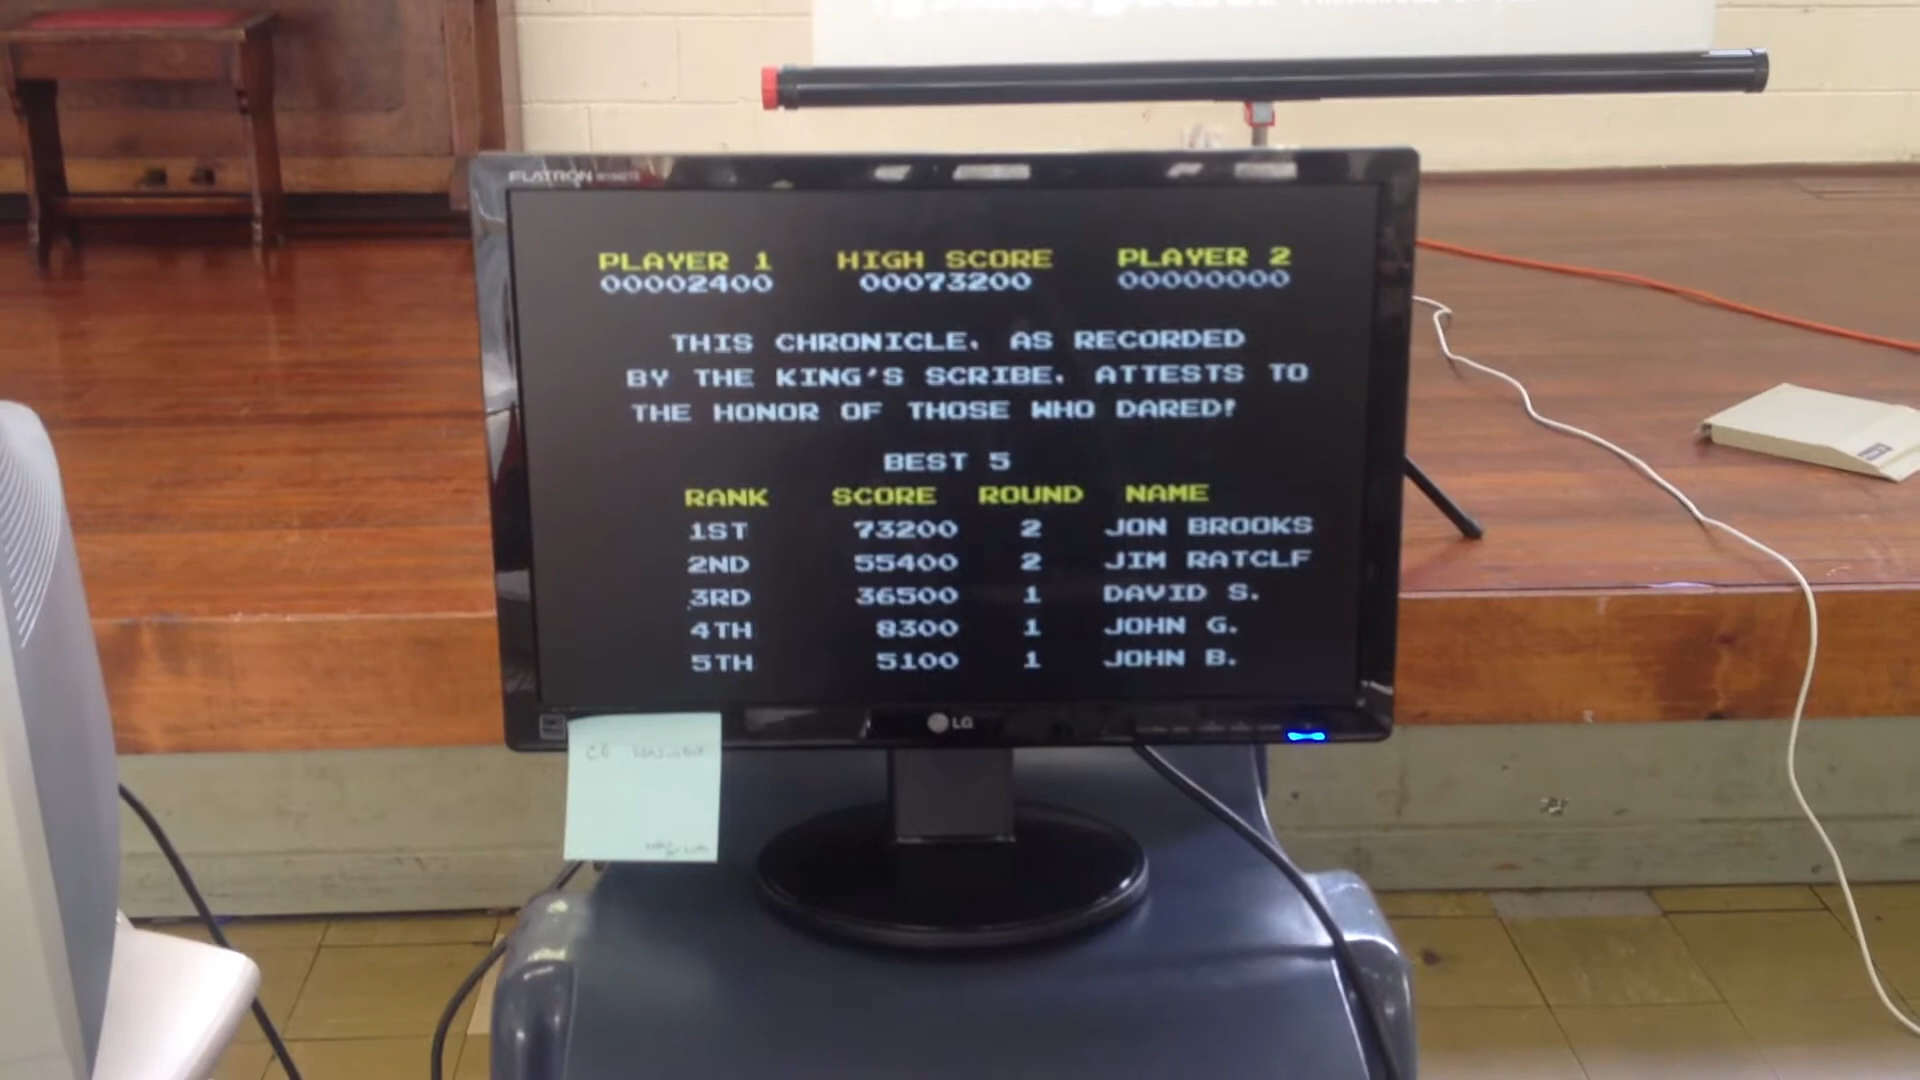 FLATRON
PLAYER 1 HIGH SCORE PLAYER 2
00002400 00073200 00000000
THIS CHRONICLE, AS RECORDED
BY THE KING'S SCRIBE, ATTESTS TO
THE HONOR OF THOSE WHO DARED!
BEST 5
RANK SCORE ROUND NAME
1ST 73200 2 JON BROOKS
2ND 55400 2 JIM RATCLF
3RD 36500 1 DAVID S.
4TH 8300 1 JOHN G.
5TH 5100 1 JOHN B.
LG